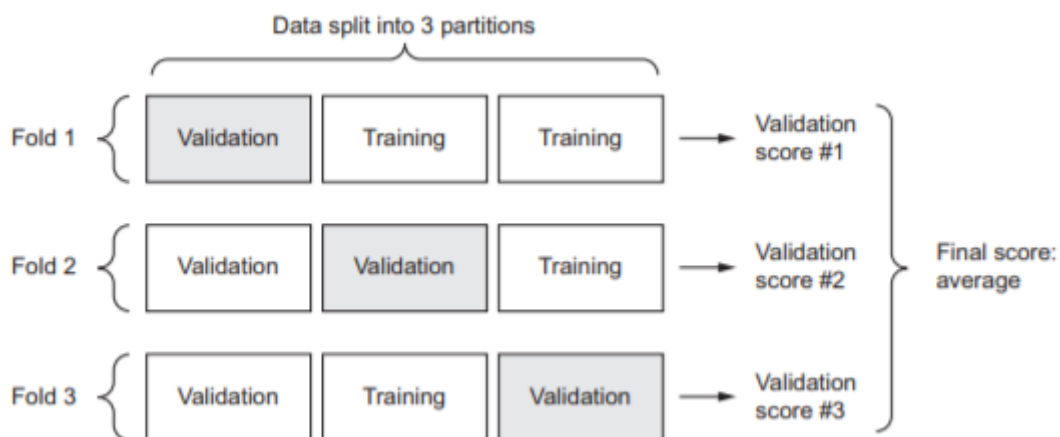 Data split into 3 partitions
Fold 1 Validation Training Training Validation
score #1
Fold 2 Validation Validation Training Validation
score #2
Final score:
average
Fold 3 Validation Training Validation Validation
score #3